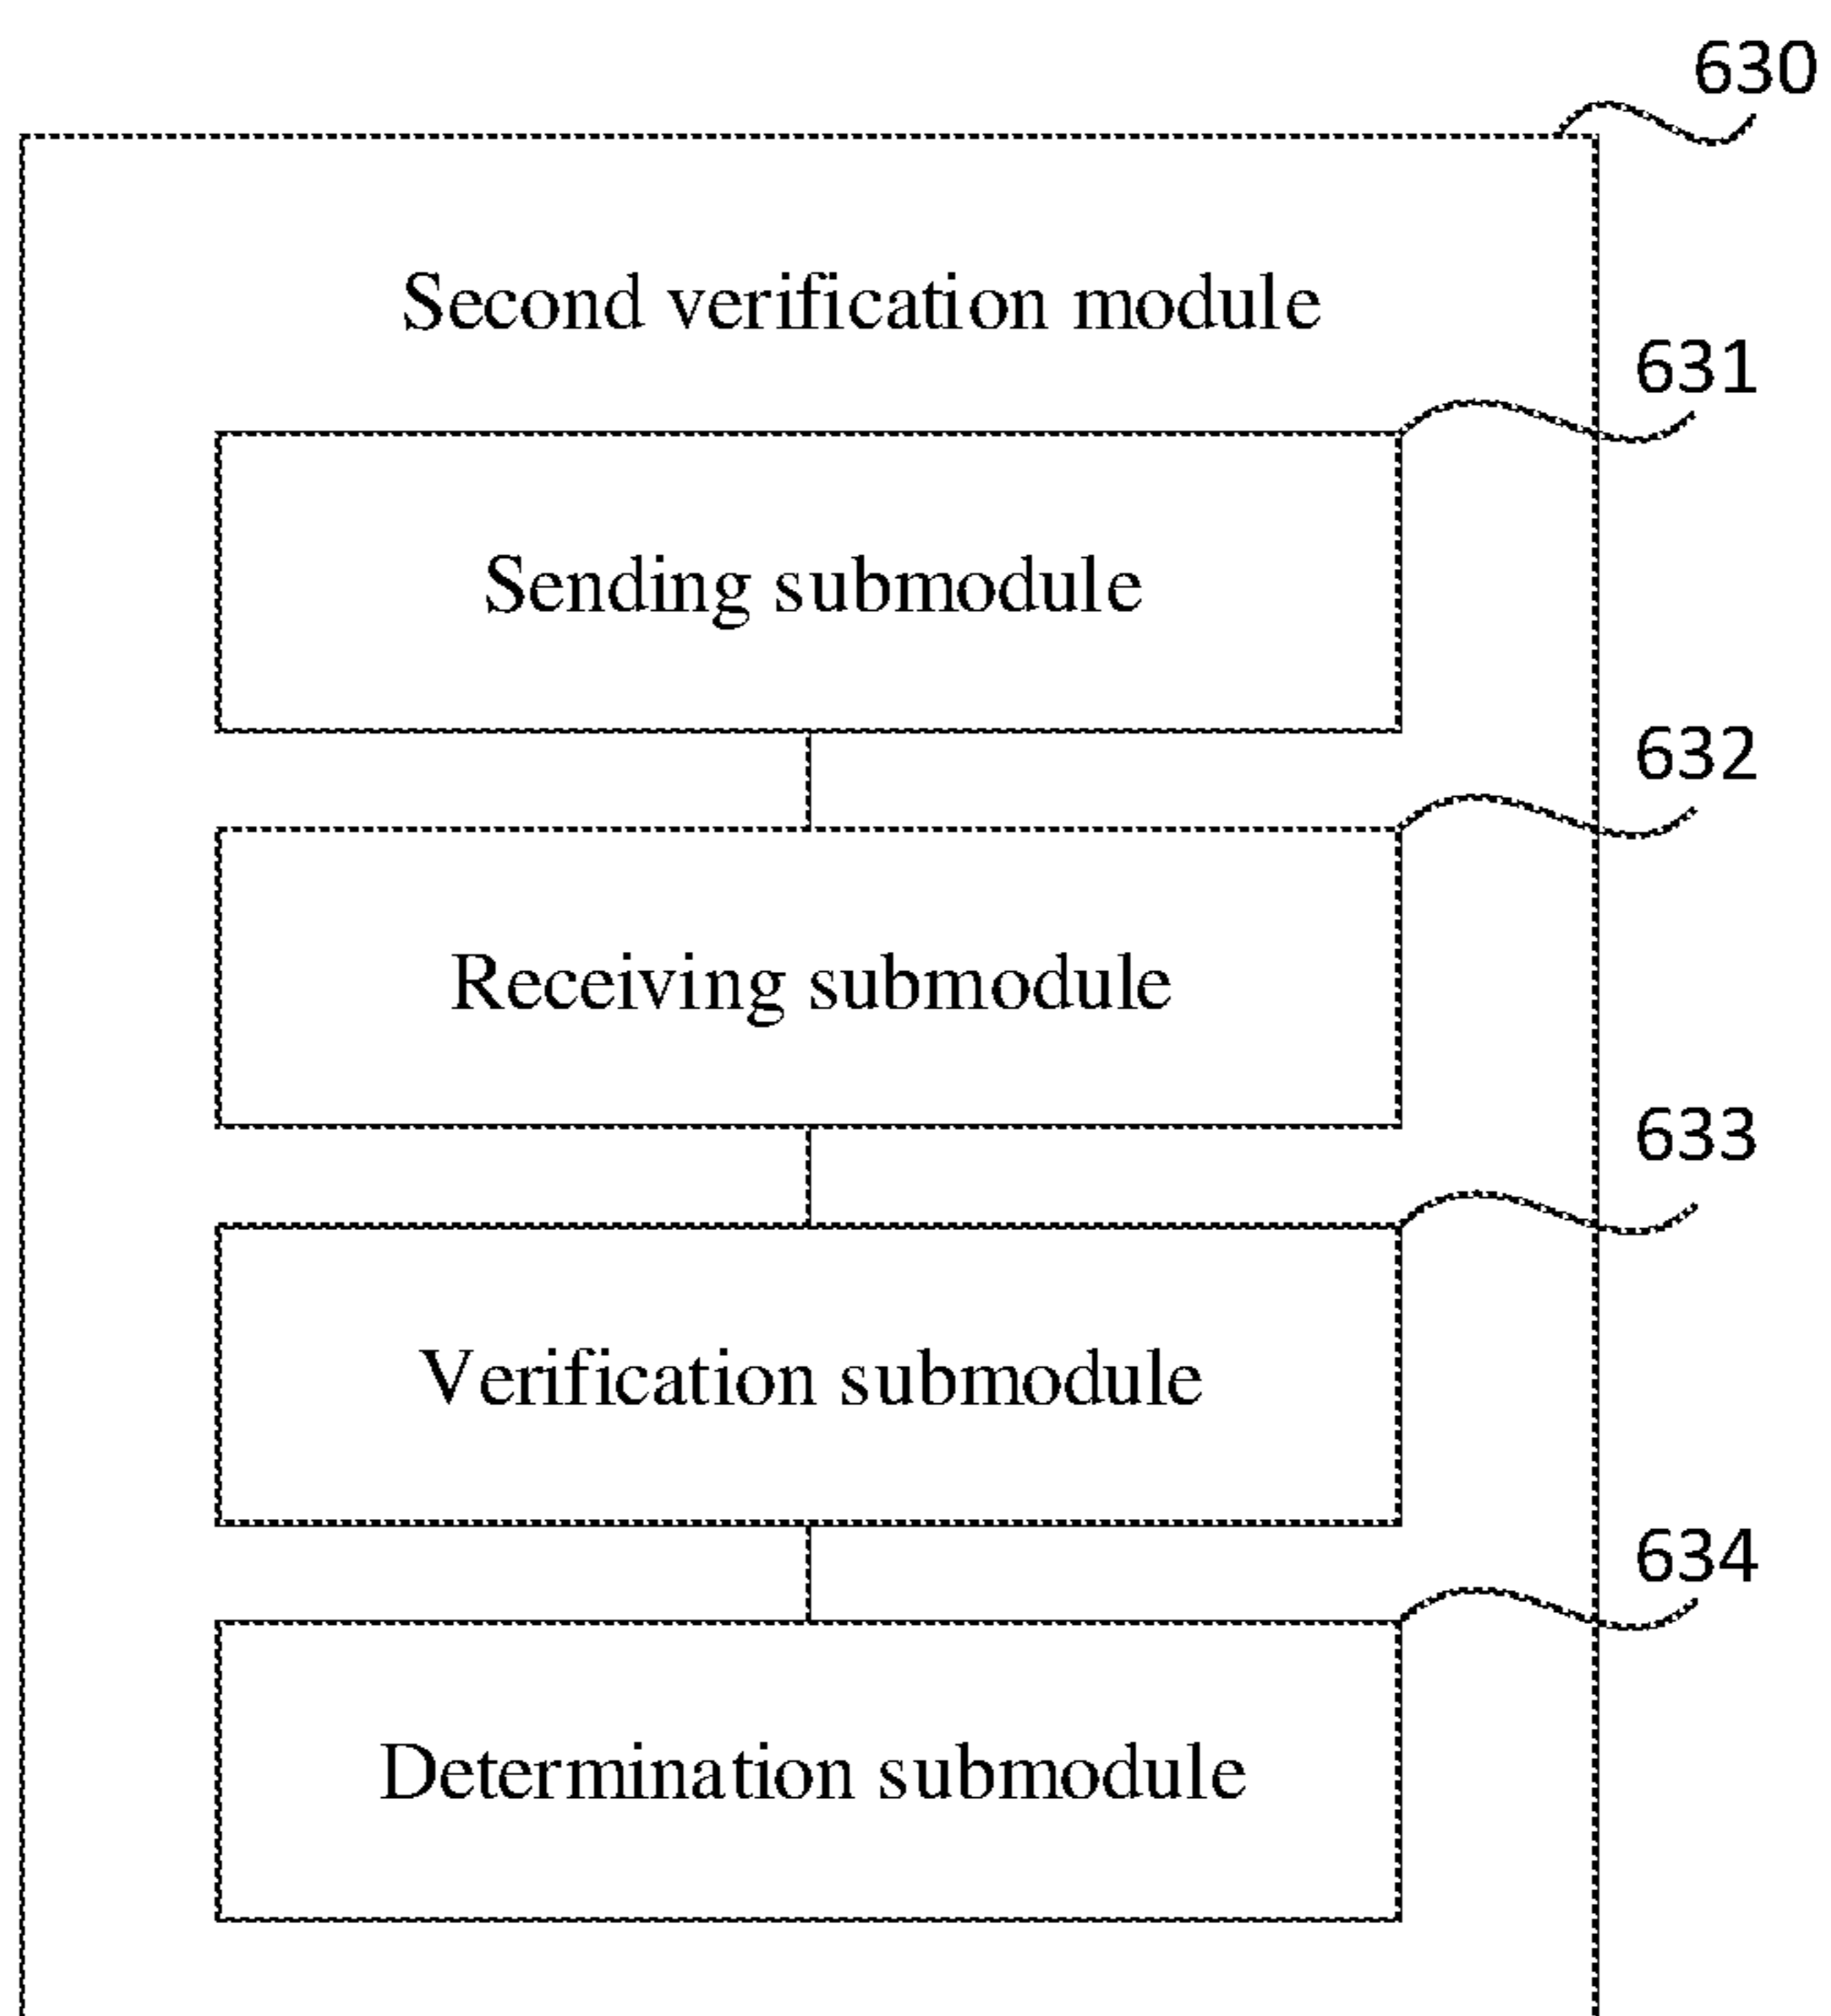 630
Second verification module
631
Sending submodule
632
Receiving submodule
633
Verification submodule
634
Determination submodule